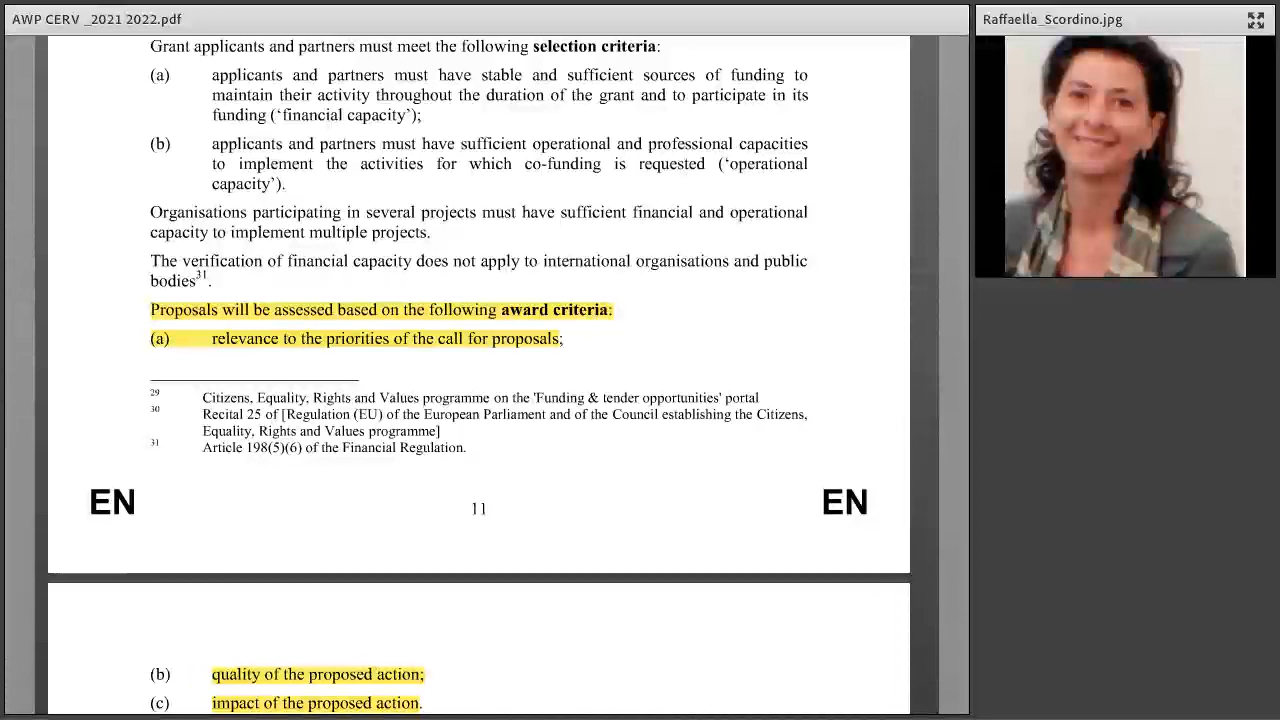 AWP CERV _2021 2022.pdf
Raffaella_Scordino.jpg
Grant applicants and partners must meet the following selection criteria:
(a) applicants and partners must have stable and sufficient sources of funding to
maintain their activity throughout the duration of the grant and to participate in its
funding (‘financial capacity’);
(b) applicants and partners must have sufficient operational and professional capacities
to implement the activities for which co-funding is requested (‘operational
capacity’).
Organisations participating in several projects must have sufficient financial and operational
capacity to implement multiple projects.
The verification of financial capacity does not apply to international organisations and public
bodies31.
Proposals will be assessed based on the following award criteria:
(a) relevance to the priorities of the call for proposals;
29 Citizens, Equality, Rights and Values programme on the 'Funding & tender opportunities' portal
30 Recital 25 of [Regulation (EU) of the European Parliament and of the Council establishing the Citizens,
Equality, Rights and Values programme]
31 Article 198(5)(6) of the Financial Regulation.
EN 11 EN
(b) quality of the proposed action;
(c) impact of the proposed action.